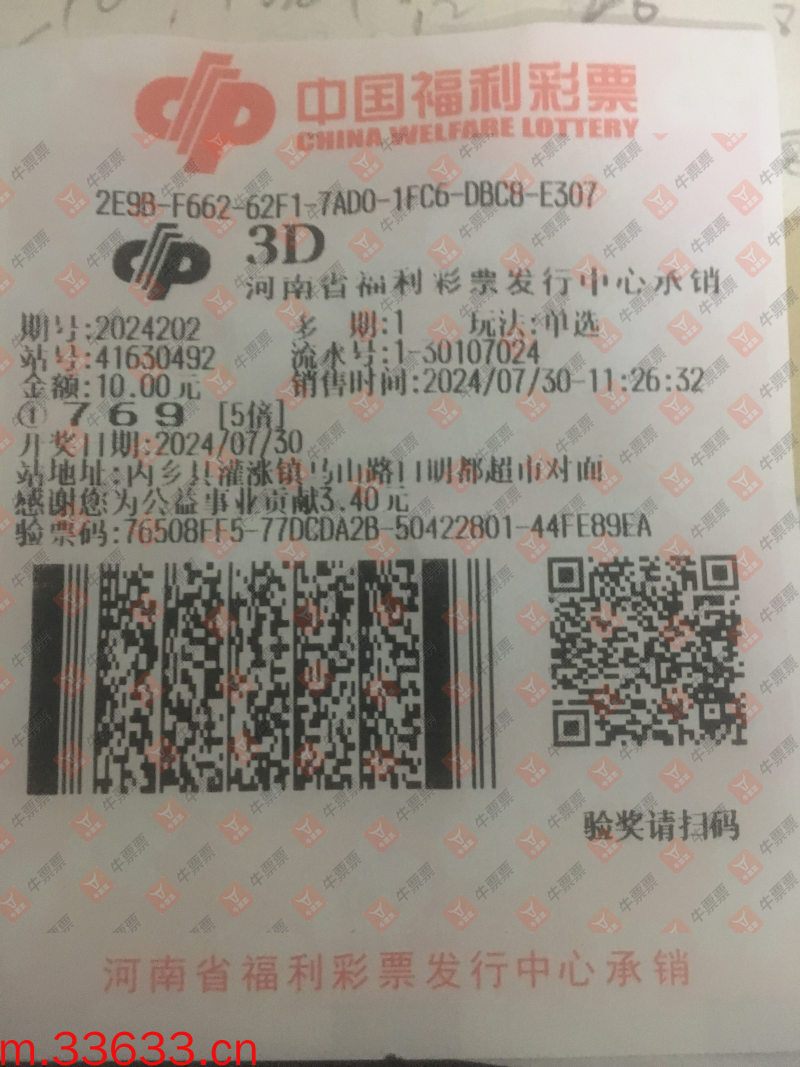 中国福利彩票
CHINA WELFARE LOTTERY
2E9B-F662-62F1-7AD0-1FC6-DBC8-E307
3D
河南省福利彩票发行中心承销
期号:2024202 多 期:1 玩法:单选
站号:41630492 流水号:1-30107024
金额:10.00元 销售时间:2024/07/30-11:26:32
① 7 6 9 [5倍]
开奖日期:2024/07/30
站地址:内乡县灌涨镇马山路口明都超市对面
感谢您为公益事业贡献3.40元
验票码:76508FF5-77DCDA2B-50422801-44FE89EA
验奖请扫码
河南省福利彩票发行中心承销
m.33633.cn
牛票票